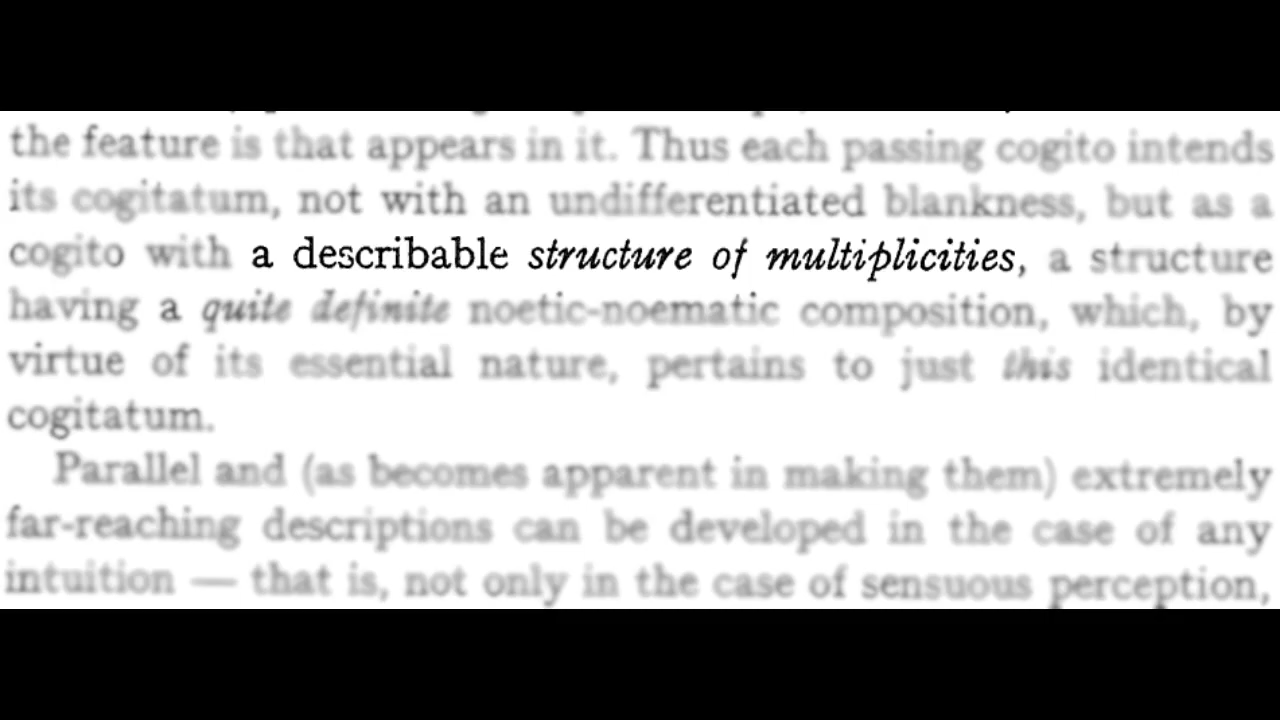 the feature is that appears in it. Thus each passing cogito intends
its cogitatum, not with an undifferentiated blankness, but as a
cogito with a describable structure of multiplicities, a structure
having a quite definite noetic-noematic composition, which, by
virtue of its essential nature, pertains to just this identical
cogitatum.
Parallel and (as becomes apparent in making them) extremely
far-reaching descriptions can be developed in the case of any
intuition — that is, not only in the case of sensuous perception,